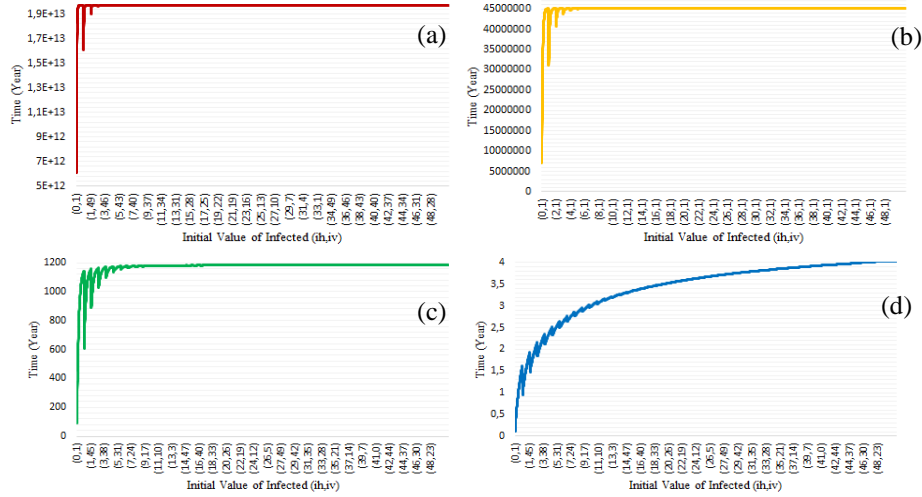 (a)
Time (Year)
1,9E+13
1,7E+13
1,5E+13
1,3E+13
1,1E+13
9E+12
7E+12
5E+12
(0,1) (1,49) (3,46) (5,43) (7,40) (9,37) (11,34) (13,31) (15,28) (17,25) (19,22) (21,19) (23,16) (25,13) (27,10) (29,7) (31,4) (33,1) (34,49) (36,46) (38,43) (40,40) (42,37) (44,34) (46,31) (48,28)
Initial Value of Infected (ih,iv)
(b)
Time (Year)
45000000
40000000
35000000
30000000
25000000
20000000
15000000
10000000
5000000
0
(0,1) (2,1) (4,1) (6,1) (8,1) (10,1) (12,1) (14,1) (16,1) (18,1) (20,1) (22,1) (24,1) (26,1) (28,1) (30,1) (32,1) (34,1) (36,1) (38,1) (40,1) (42,1) (44,1) (46,1) (48,1)
Initial Value of Infected (ih,iv)
(c)
Time (Year)
1200
1000
800
600
400
200
0
(0,1) (1,45) (3,38) (5,31) (7,24) (9,17) (11,10) (13,3) (14,47) (16,40) (18,33) (20,26) (22,19) (24,12) (26,5) (27,49) (29,42) (31,35) (33,28) (35,21) (37,14) (39,7) (41,0) (42,44) (44,37) (46,30) (48,23)
Initial Value of Infected (ih,iv)
(d)
Time (Year)
4
3,5
3
2,5
2
1,5
1
0,5
0
(0,1) (1,45) (3,38) (5,31) (7,24) (9,17) (11,10) (13,3) (14,47) (16,40) (18,33) (20,26) (22,19) (24,12) (26,5) (27,49) (29,42) (31,35) (33,28) (35,21) (37,14) (39,7) (41,0) (42,44) (44,37) (46,30) (48,23)
Initial Value of Infected (ih,iv)